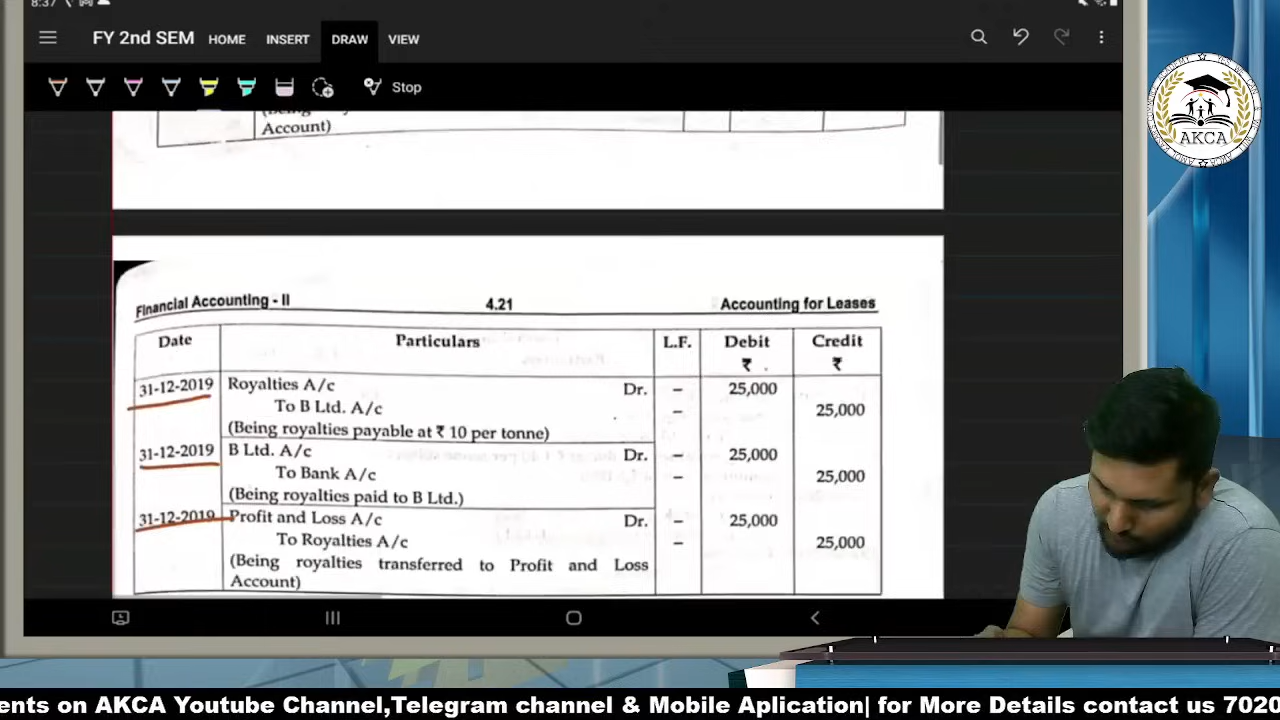 8:37
FY 2nd SEM HOME INSERT DRAW VIEW
Stop
Account)
AKCA
Financial Accounting - II 4.21 Accounting for Leases
Date Particulars L.F. Debit Credit
₹ ₹
31-12-2019 Royalties A/c Dr. – 25,000
To B Ltd. A/c – 25,000
(Being royalties payable at ₹ 10 per tonne)
31-12-2019 B Ltd. A/c Dr. – 25,000
To Bank A/c – 25,000
(Being royalties paid to B Ltd.)
31-12-2019 Profit and Loss A/c Dr. – 25,000
To Royalties A/c – 25,000
(Being royalties transferred to Profit and Loss
Account)
ents on AKCA Youtube Channel,Telegram channel & Mobile Aplication| for More Details contact us 7020